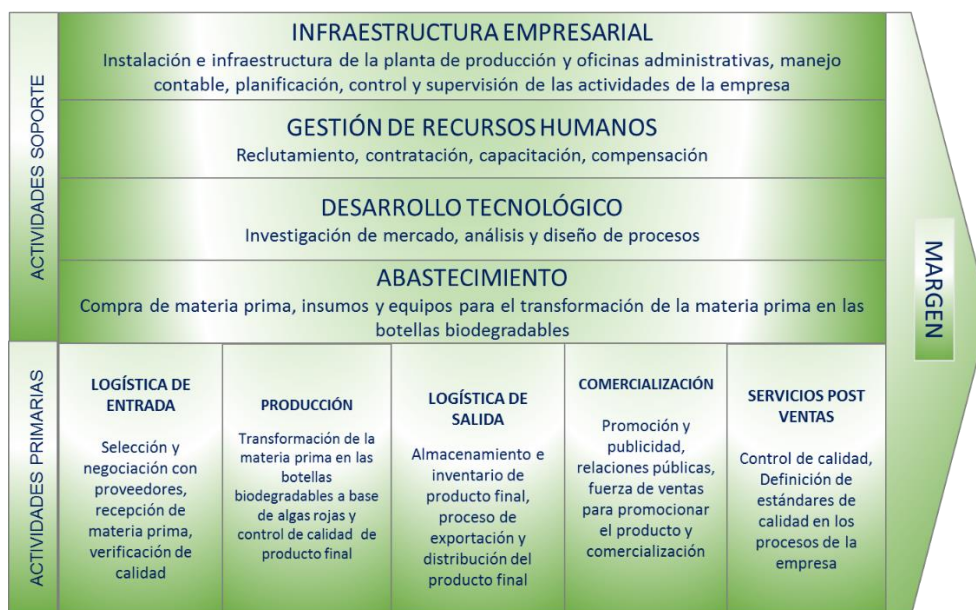 ACTIVIDADES SOPORTE
INFRAESTRUCTURA EMPRESARIAL
Instalación e infraestructura de la planta de producción y oficinas administrativas, manejo
contable, planificación, control y supervisión de las actividades de la empresa
GESTIÓN DE RECURSOS HUMANOS
Reclutamiento, contratación, capacitación, compensación
DESARROLLO TECNOLÓGICO
Investigación de mercado, análisis y diseño de procesos
ABASTECIMIENTO
Compra de materia prima, insumos y equipos para el transformación de la materia prima en las
botellas biodegradables
ACTIVIDADES PRIMARIAS
LOGÍSTICA DE
ENTRADA
Selección y
negociación con
proveedores,
recepción de
materia prima,
verificación de
calidad
PRODUCCIÓN
Transformación de la
materia prima en las
botellas
biodegradables a base
de algas rojas y
control de calidad de
producto final
LOGÍSTICA DE
SALIDA
Almacenamiento e
inventario de
producto final,
proceso de
exportación y
distribución del
producto final
COMERCIALIZACIÓN
Promoción y
publicidad,
relaciones públicas,
fuerza de ventas
para promocionar
el producto y
comercialización
SERVICIOS POST
VENTAS
Control de calidad,
Definición de
estándares de
calidad en los
procesos de la
empresa
MARGEN